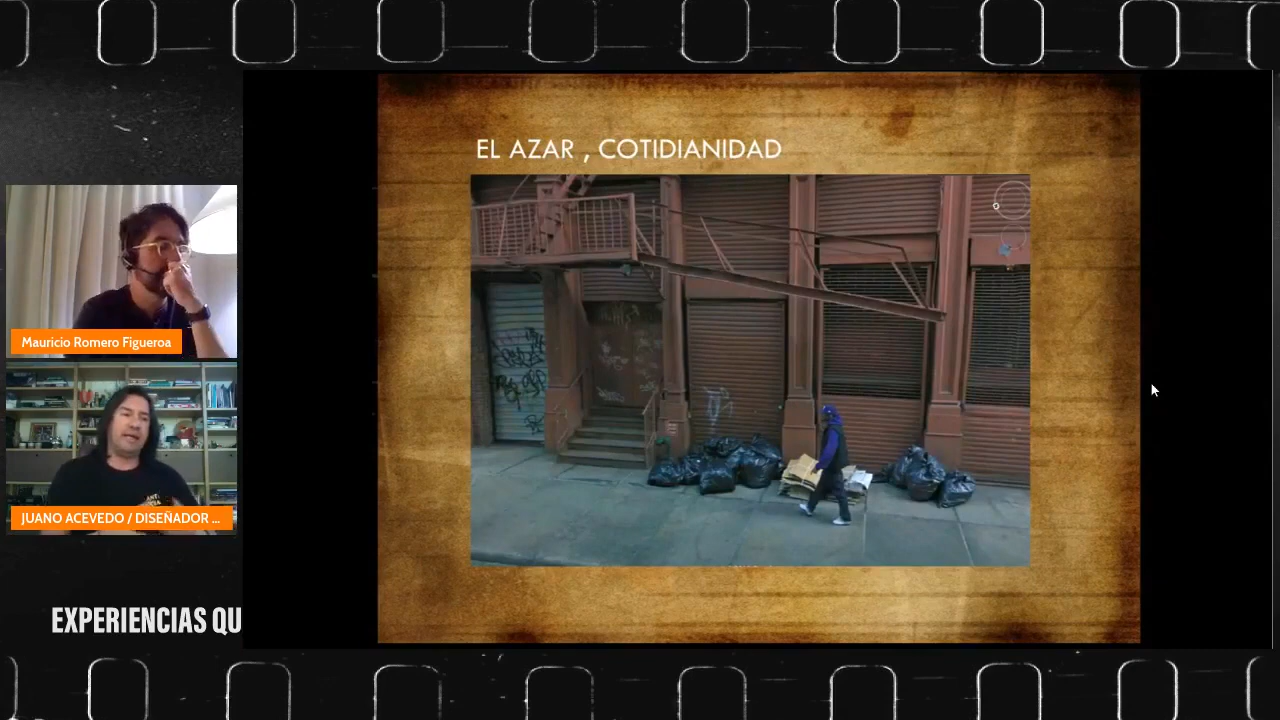 EL AZAR , COTIDIANIDAD
Mauricio Romero Figueroa
JUANO ACEVEDO / DISEÑADOR ...
EXPERIENCIAS QU